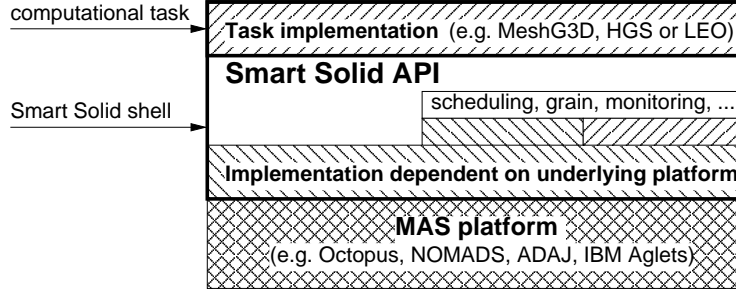 computational task
Task implementation (e.g. MeshG3D, HGS or LEO)
Smart Solid API
scheduling, grain, monitoring, ...
Smart Solid shell
Implementation dependent on underlying platform
MAS platform
(e.g. Octopus, NOMADS, ADAJ, IBM Aglets)